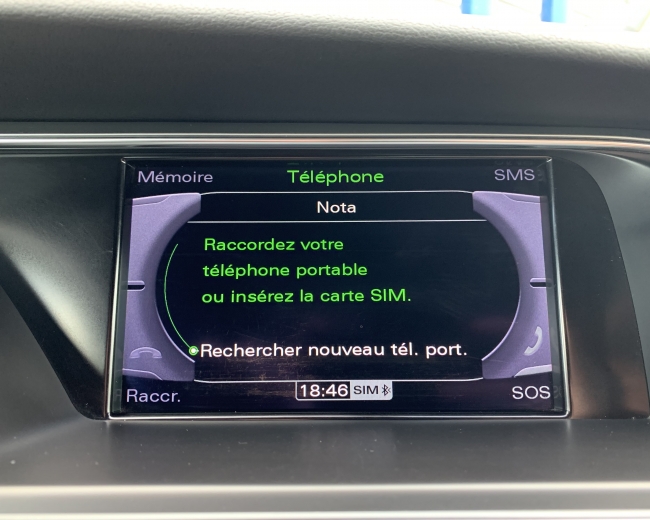 Mémoire Téléphone SMS
Nota
Raccordez votre
téléphone portable
ou insérez la carte SIM.
Rechercher nouveau tél. port.
Raccr. 18:46 SIM SOS